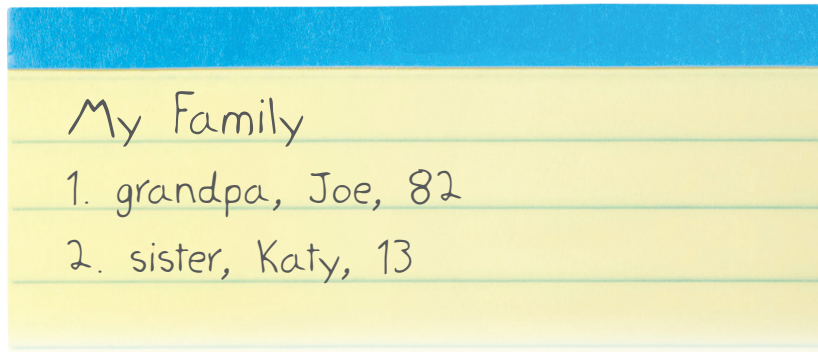 My Family
1. grandpa, Joe, 82
2. sister, Katy, 13